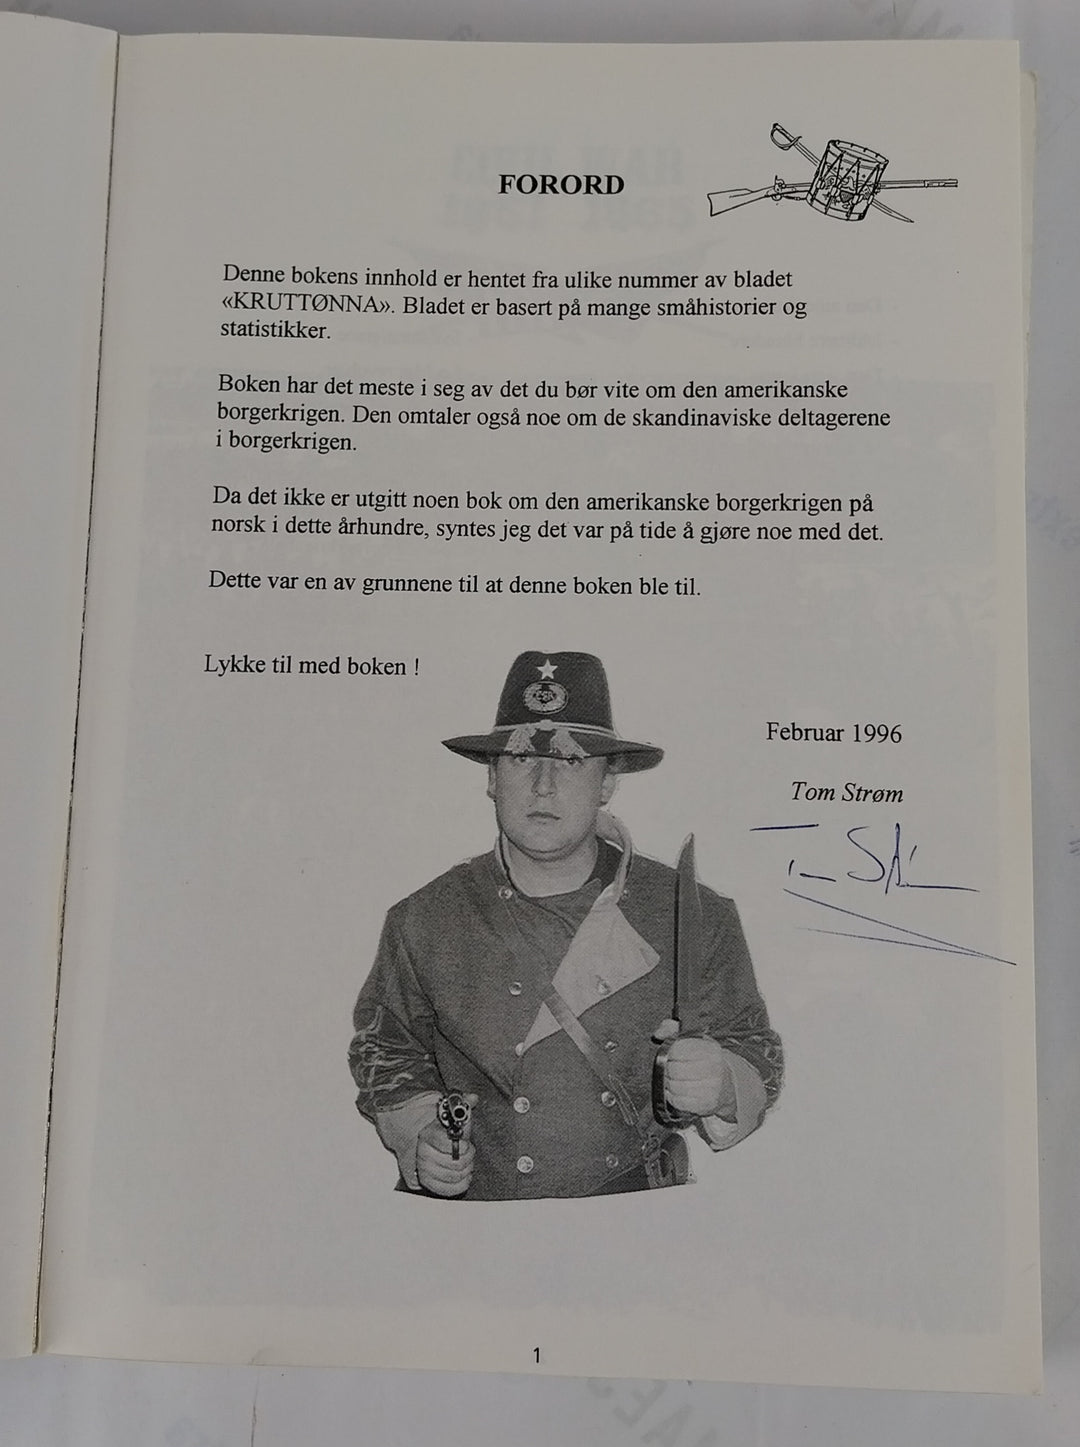 FORORD
Denne bokens innhold er hentet fra ulike nummer av bladet
«KRUTTØNNA». Bladet er basert på mange småhistorier og
statistikker.
Boken har det meste i seg av det du bør vite om den amerikanske
borgerkrigen. Den omtaler også noe om de skandinaviske deltagerene
i borgerkrigen.
Da det ikke er utgitt noen bok om den amerikanske borgerkrigen på
norsk i dette århundre, syntes jeg det var på tide å gjøre noe med det.
Dette var en av grunnene til at denne boken ble til.
Lykke til med boken !
Februar 1996
Tom Strøm
1